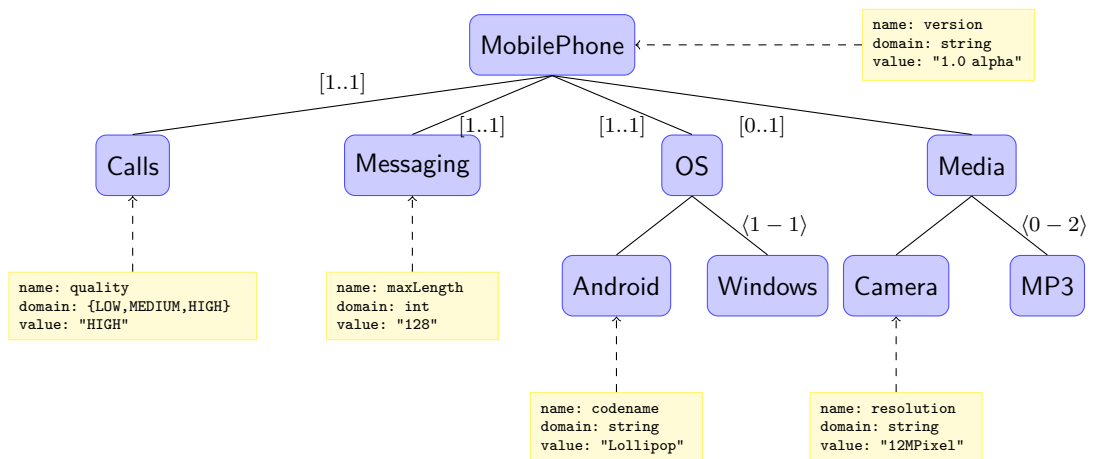 MobilePhone
name: version
domain: string
value: "1.0 alpha"
[1..1]
[1..1]
[1..1]
[0..1]
Calls
Messaging
OS
Media
⟨1 − 1⟩
⟨0 − 2⟩
name: quality
domain: {LOW,MEDIUM,HIGH}
value: "HIGH"
name: maxLength
domain: int
value: "128"
Android
Windows
Camera
MP3
name: codename
domain: string
value: "Lollipop"
name: resolution
domain: string
value: "12MPixel"